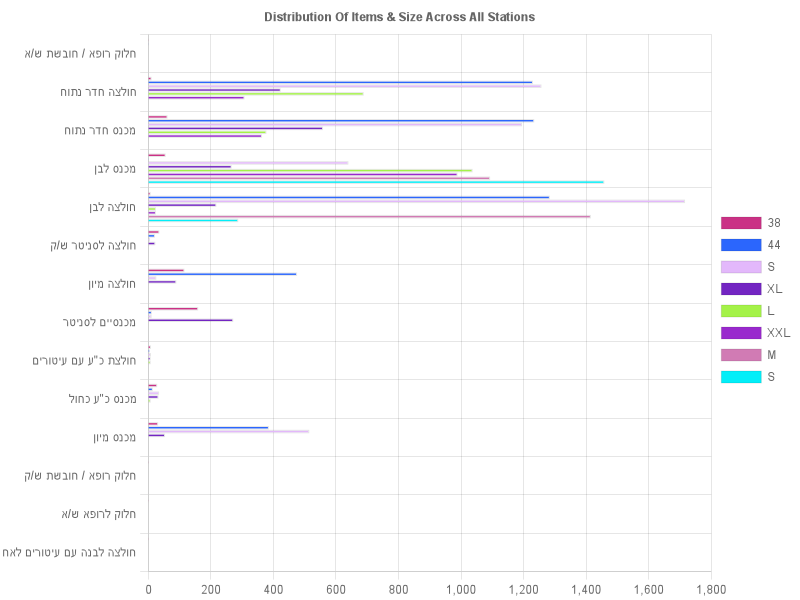 Distribution Of Items & Size Across All Stations
חלוק רופא / חובשת ש/א
חולצה חדר נתוח
מכנס חדר נתוח
מכנס לבן
חולצה לבן
חולצה לסניטר ש/ק
חולצה מיון
מכנסיים לסניטר
חולצת כ"ע עם עיטורים
מכנס כ"ע כחול
מכנס מיון
חלוק רופא / חובשת ש/ק
חלוק לרופא ש/א
חולצה לבנה עם עיטורים לאח
0 200 400 600 800 1,000 1,200 1,400 1,600 1,800
38
44
S
XL
L
XXL
M
S